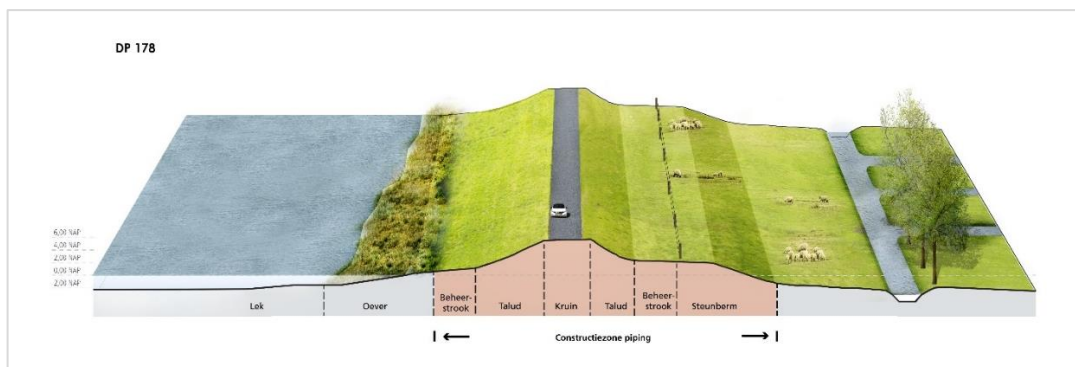 DP 178
6,00 NAP
4,00 NAP
2,00 NAP
0,00 NAP
2,00 NAP
Lek
Oever
Beheer-
strook
Talud
Kruin
Talud
Beheer-
strook
Steunberm
Constructiezone piping